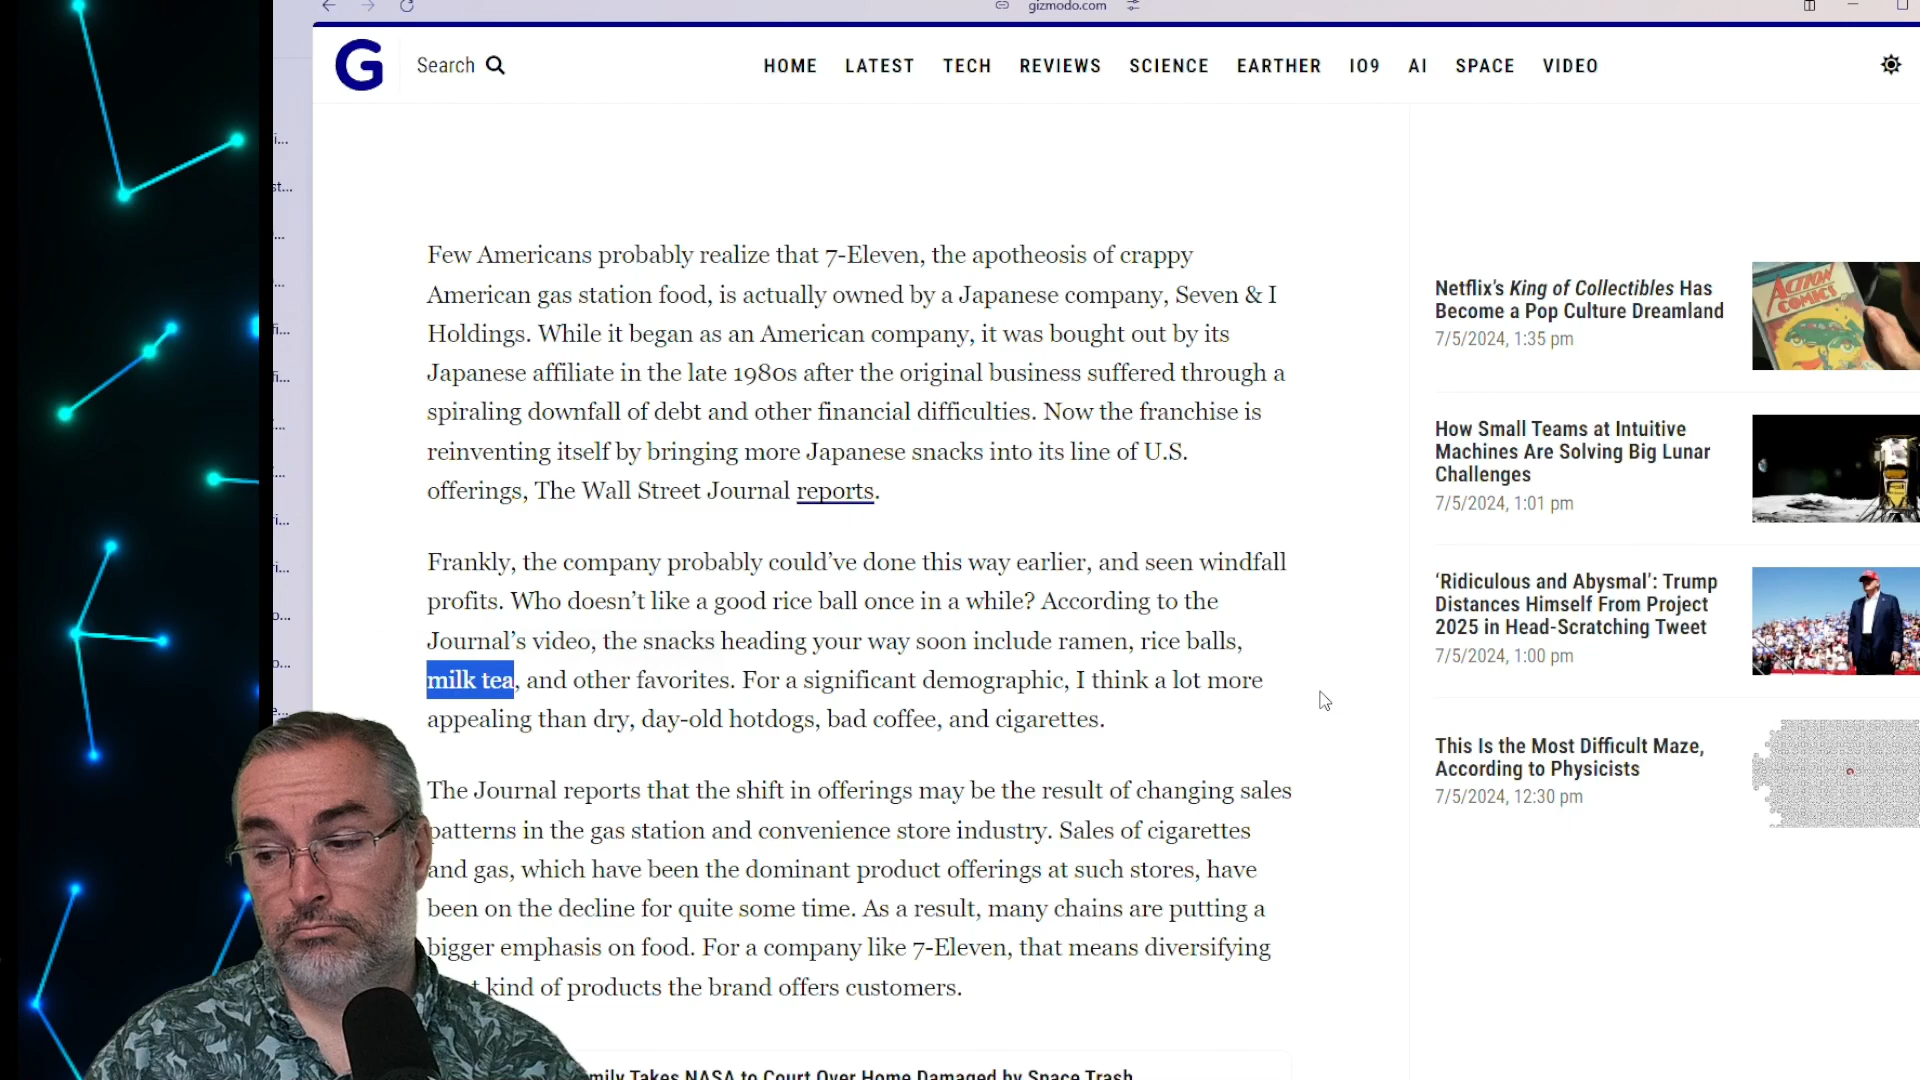 gizmodo.com
G
Search
HOME LATEST TECH REVIEWS SCIENCE EARTHER IO9 AI SPACE VIDEO
Few Americans probably realize that 7-Eleven, the apotheosis of crappy
American gas station food, is actually owned by a Japanese company, Seven & I
Holdings. While it began as an American company, it was bought out by its
Japanese affiliate in the late 1980s after the original business suffered through a
spiraling downfall of debt and other financial difficulties. Now the franchise is
reinventing itself by bringing more Japanese snacks into its line of U.S.
offerings, The Wall Street Journal reports.
Frankly, the company probably could’ve done this way earlier, and seen windfall
profits. Who doesn’t like a good rice ball once in a while? According to the
Journal’s video, the snacks heading your way soon include ramen, rice balls,
milk tea, and other favorites. For a significant demographic, I think a lot more
appealing than dry, day-old hotdogs, bad coffee, and cigarettes.
The Journal reports that the shift in offerings may be the result of changing sales
patterns in the gas station and convenience store industry. Sales of cigarettes
and gas, which have been the dominant product offerings at such stores, have
been on the decline for quite some time. As a result, many chains are putting a
bigger emphasis on food. For a company like 7-Eleven, that means diversifying
kind of products the brand offers customers.
Takes NASA to Court Over Home Damaged by Space Trash
Netflix’s King of Collectibles Has
Become a Pop Culture Dreamland
7/5/2024, 1:35 pm
ACTION
COMICS
How Small Teams at Intuitive
Machines Are Solving Big Lunar
Challenges
7/5/2024, 1:01 pm
‘Ridiculous and Abysmal’: Trump
Distances Himself From Project
2025 in Head-Scratching Tweet
7/5/2024, 1:00 pm
This Is the Most Difficult Maze,
According to Physicists
7/5/2024, 12:30 pm